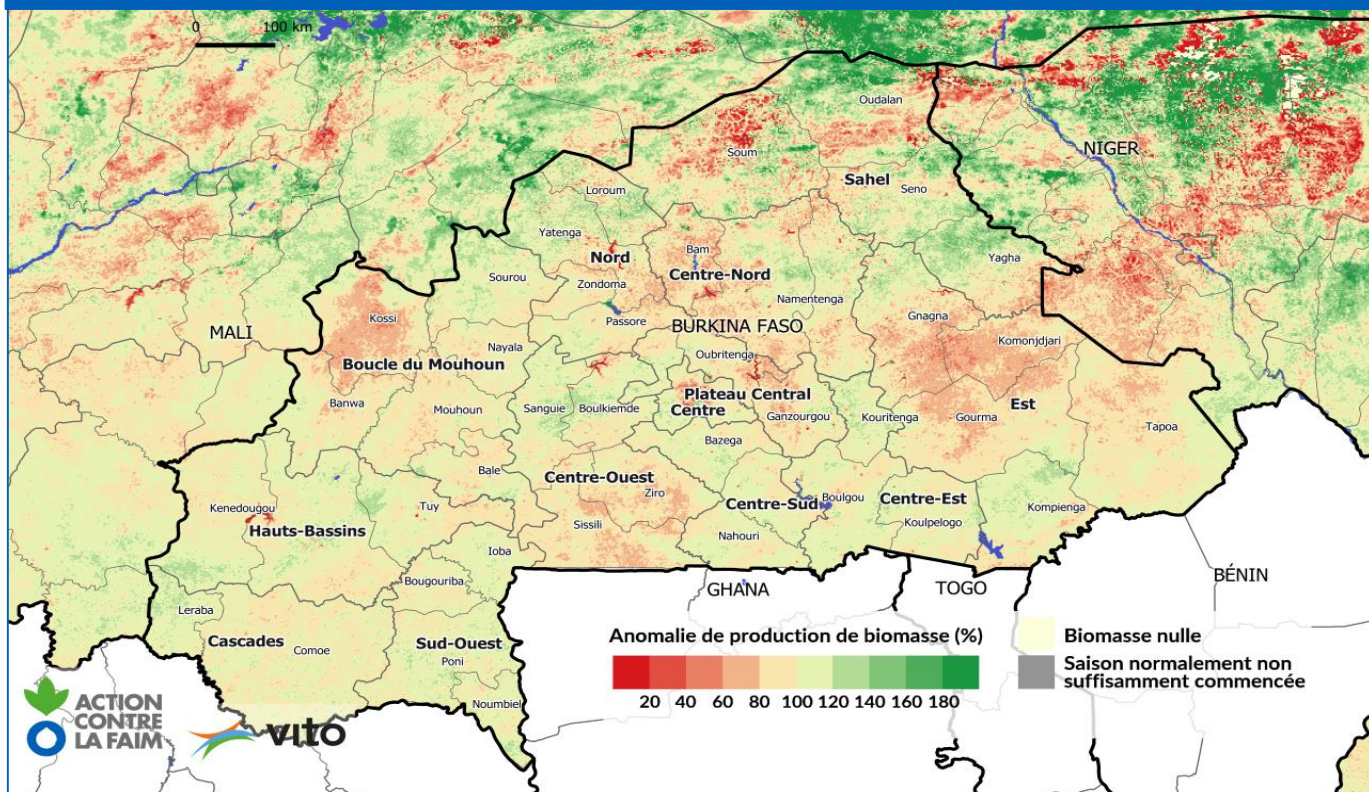 0 100 km
Oudalan
Soum
NIGER
Sahel
Seno
Loroum
Yatenga
Bam
Nord
Yagha
Centre-Nord
Sourou
Zondoma
Namentenga
Kossi
Passore
Gnagna
MALI
BURKINA FASO
Komonjdjari
Nayala
Oubritenga
Boucle du Mouhoun
Plateau Central
Banwa
Mouhoun
Sanguie
Boulkiemde
Centre
Ganzourgou
Kouritenga
Gourma
Est
Tapoa
Bazega
Bale
Centre-Ouest
Ziro
Centre-Sud
Boulgou
Centre-Est
Kenedougou
Tuy
Kompienga
Hauts-Bassins
Sissili
Koulpelogo
Nahouri
Ioba
Bougouriba
GHANA
TOGO
BÉNIN
Leraba
Cascades
Comoe
Sud-Ouest
Poni
Noumbiel
Anomalie de production de biomasse (%)
20 40 60 80 100 120 140 160 180
Biomasse nulle
Saison normalement non
suffisamment commencée
ACTION
CONTRE
LA FAIM
vito